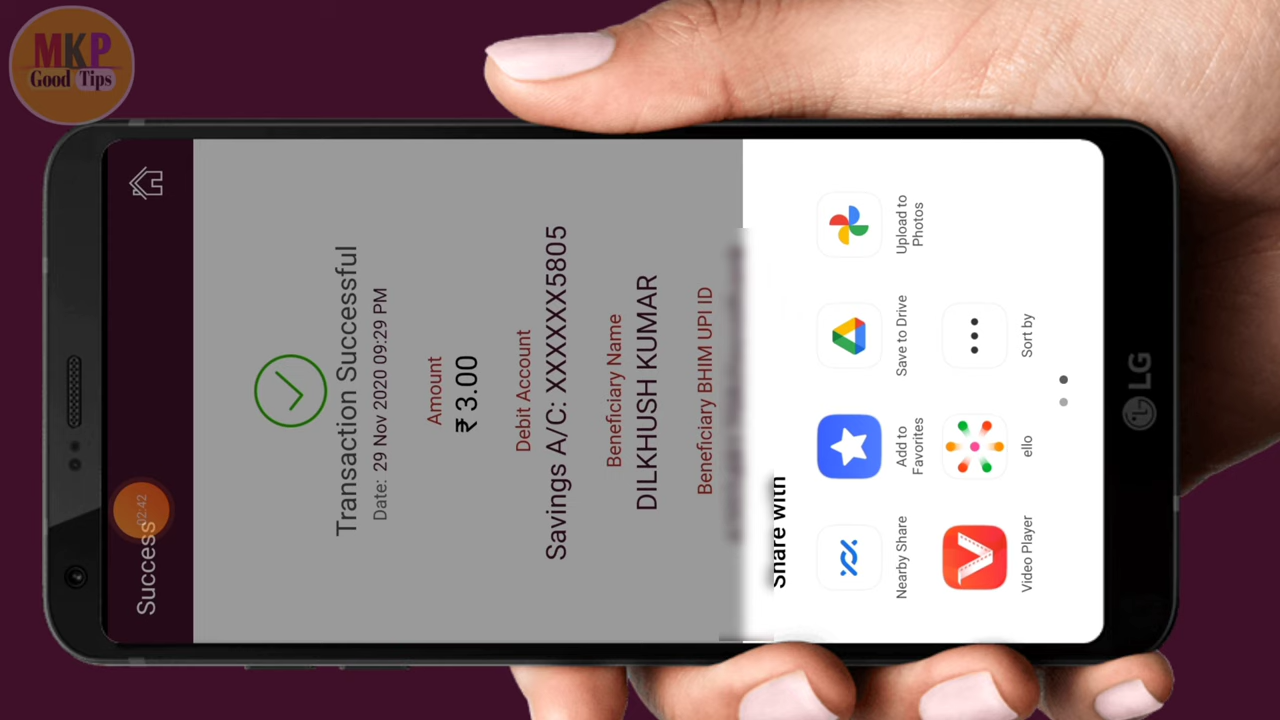 MKP
Good Tips
Success
02:42
Transaction Successful
Date: 29 Nov 2020 09:29 PM
Amount
₹ 3.00
Debit Account
Savings A/C: XXXXXX5805
Beneficiary Name
DILKHUSH KUMAR
Beneficiary BHIM UPI ID
Share with
Nearby Share
Add to
Favorites
Save to Drive
Upload to
Photos
Video Player
ello
Sort by
LG